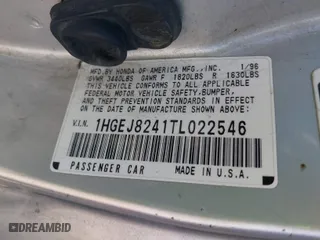 MFD. BY HONDA OF AMERICA MFG., INC. 1/96
GVWR 3440LBS GAWR F 1820LBS R 1630LBS
THIS VEHICLE CONFORMS TO ALL APPLICABLE
FEDERAL MOTOR VEHICLE SAFETY, BUMPER,
AND THEFT PREVENTION STANDARDS IN EFFECT ON
THE DATE OF MANUFACTURE SHOWN ABOVE.
V.I.N. 1HGEJ8241TL022546
PASSENGER CAR MADE IN U.S.A.
DREAMBID